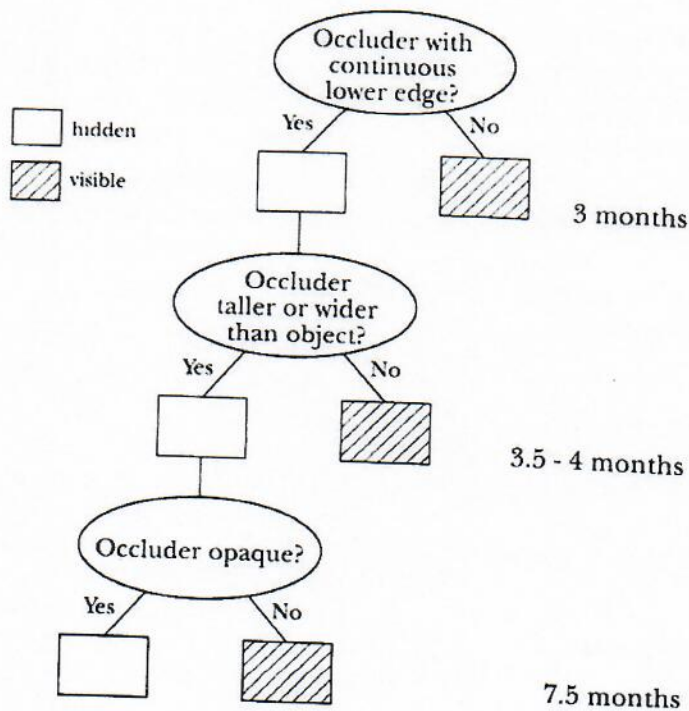 Occluder with
continuous
lower edge?
hidden
visible
Yes
No
3 months
Occluder
taller or wider
than object?
Yes
No
3.5 - 4 months
Occluder opaque?
Yes
No
7.5 months